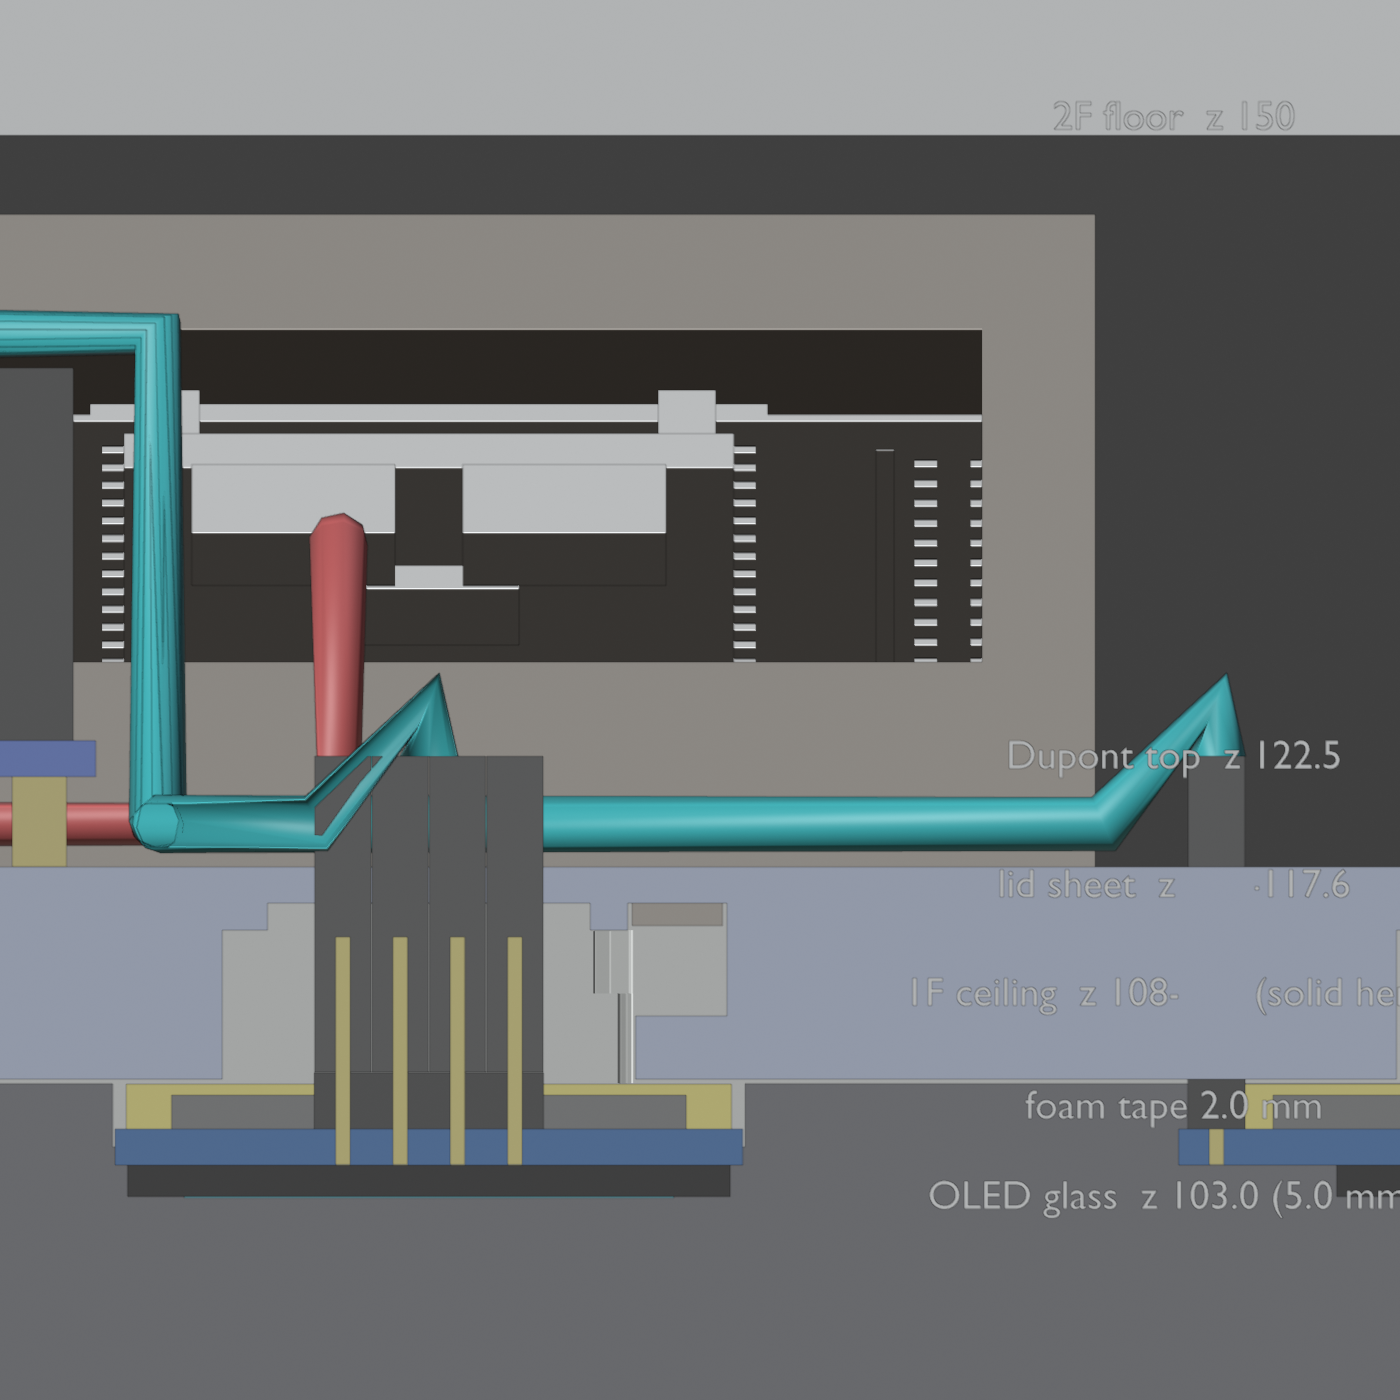 2F floor z 150
Dupont top z 122.5
lid sheet z -117.6
1F ceiling z 108- (solid he
foam tape 2.0 mm
OLED glass z 103.0 (5.0 mm